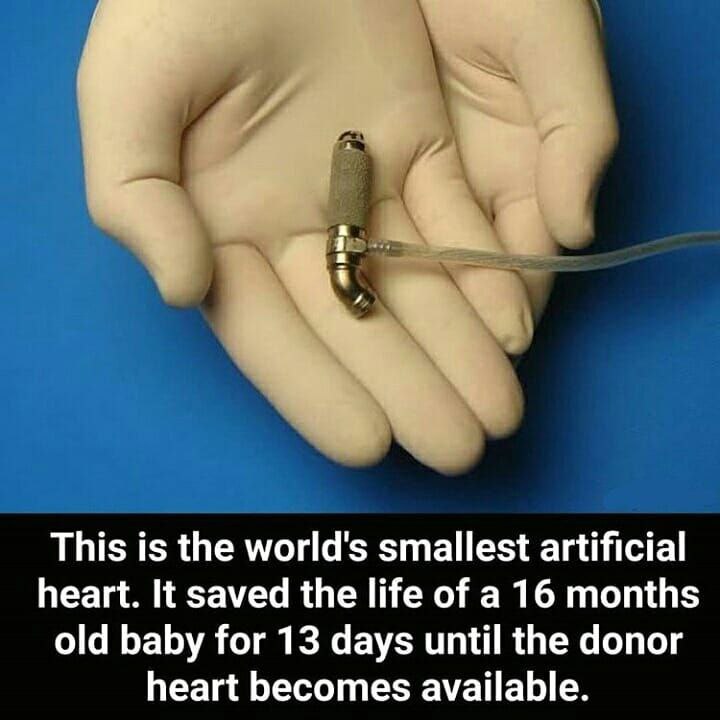 This is the world's smallest artificial
heart. It saved the life of a 16 months
old baby for 13 days until the donor
heart becomes available.